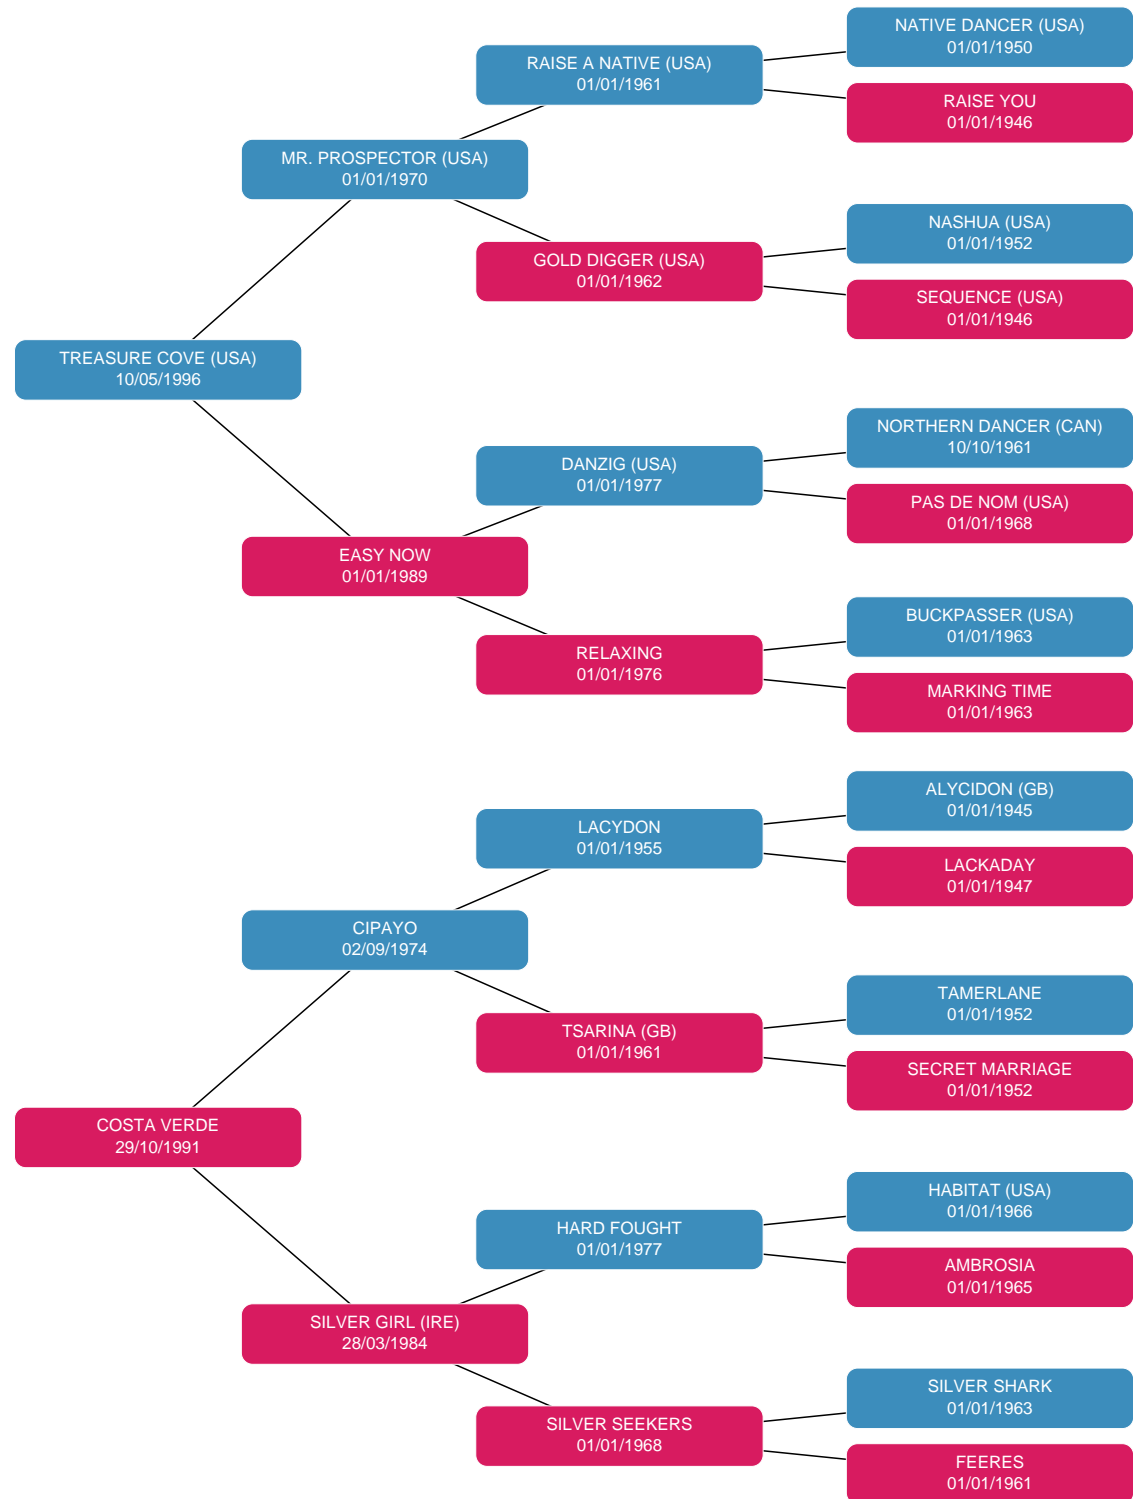 NATIVE DANCER (USA)
01/01/1950
RAISE A NATIVE (USA)
01/01/1961
RAISE YOU
01/01/1946
MR. PROSPECTOR (USA)
01/01/1970
NASHUA (USA)
01/01/1952
GOLD DIGGER (USA)
01/01/1962
SEQUENCE (USA)
01/01/1946
TREASURE COVE (USA)
10/05/1996
NORTHERN DANCER (CAN)
10/10/1961
DANZIG (USA)
01/01/1977
PAS DE NOM (USA)
01/01/1968
EASY NOW
01/01/1989
BUCKPASSER (USA)
01/01/1963
RELAXING
01/01/1976
MARKING TIME
01/01/1963
ALYCIDON (GB)
01/01/1945
LACYDON
01/01/1955
LACKADAY
01/01/1947
CIPAYO
02/09/1974
TAMERLANE
01/01/1952
TSARINA (GB)
01/01/1961
SECRET MARRIAGE
01/01/1952
COSTA VERDE
29/10/1991
HABITAT (USA)
01/01/1966
HARD FOUGHT
01/01/1977
AMBROSIA
01/01/1965
SILVER GIRL (IRE)
28/03/1984
SILVER SHARK
01/01/1963
SILVER SEEKERS
01/01/1968
FEERES
01/01/1961